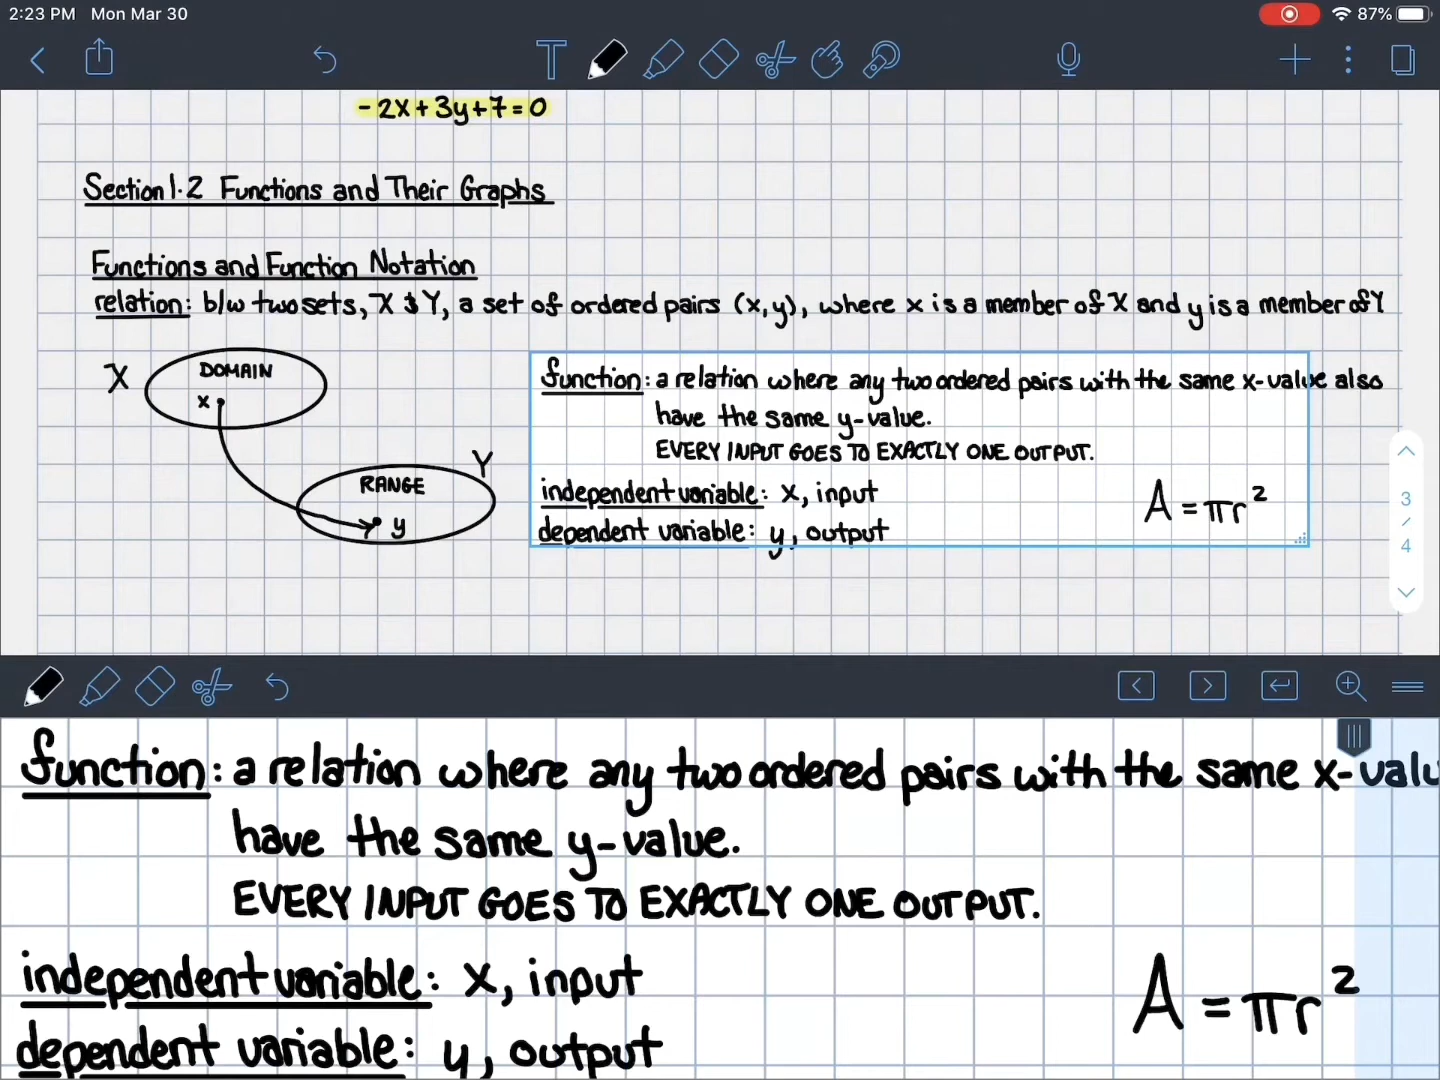 2:23 PM Mon Mar 30
87%
-2x+3y+7=0
Section 1.2 Functions and Their Graphs
Functions and Function Notation
relation: b/w two sets, X & Y, a set of ordered pairs (x,y), where x is a member of X and y is a member of Y
X
DOMAIN
x
Y
RANGE
y
function: a relation where any two ordered pairs with the same x-value also
have the same y-value.
EVERY INPUT GOES TO EXACTLY ONE OUTPUT.
independent variable: x, input
dependent variable: y, output
A = πr²
3
/
4
function: a relation where any two ordered pairs with the same x-valu
have the same y-value.
EVERY INPUT GOES TO EXACTLY ONE OUTPUT.
independent variable: x, input
dependent variable: y, output
A = πr²